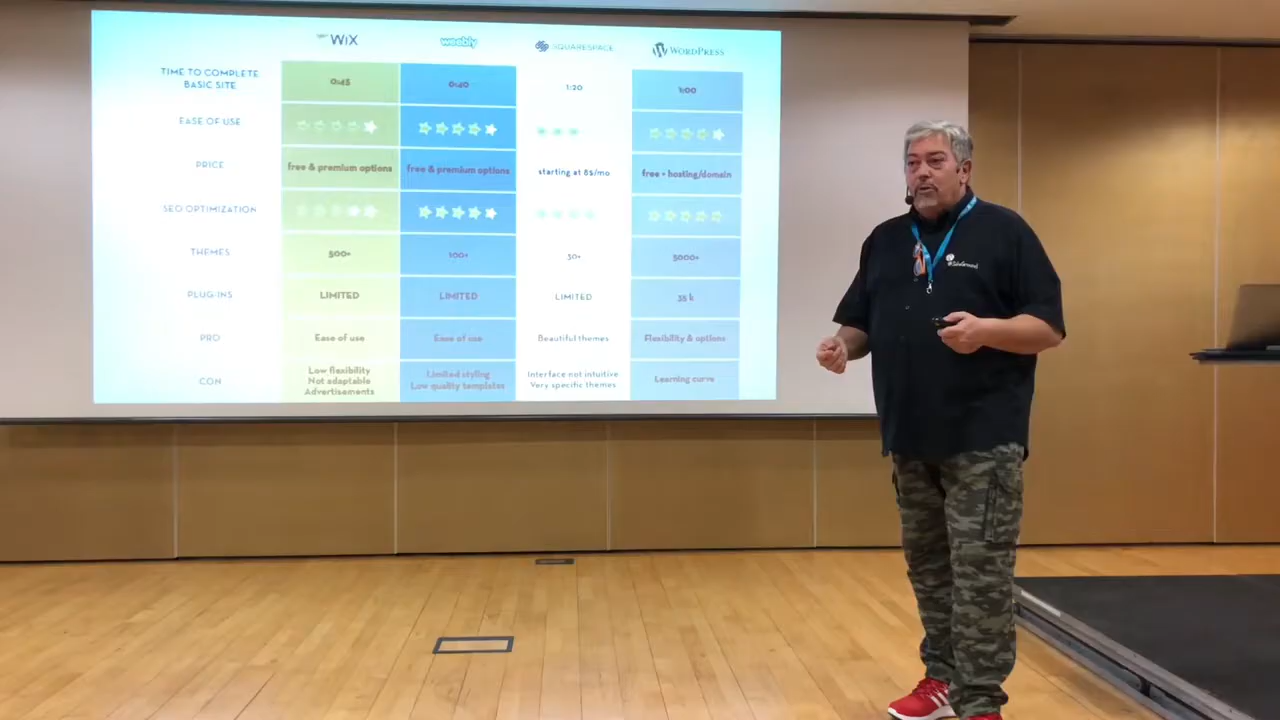 WiX weebly SQUARESPACE WORDPRESS
TIME TO COMPLETE
BASIC SITE
0:45 0:40 1:20 1:00
EASE OF USE
PRICE free & premium options free & premium options starting at 8$/mo free + hosting/domain
SEO OPTIMIZATION
THEMES 500+ 100+ 30+ 5000+
PLUG-INS LIMITED LIMITED LIMITED 35 k
PRO Ease of use Ease of use Beautiful themes Flexibility & options
CON
Low flexibility
Not adaptable
Advertisements
Limited styling
Low quality templates
Interface not intuitive
Very specific themes
Learning curve
SiteGround